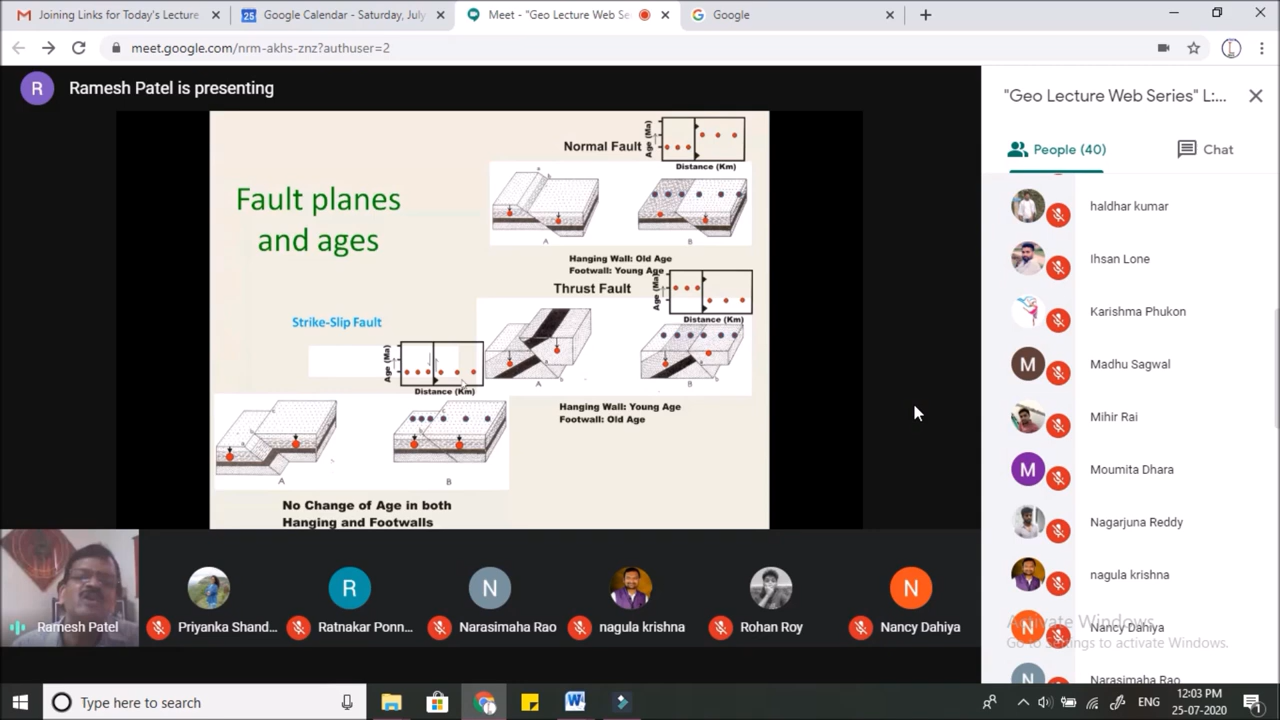 Joining Links for Today's Lecture
Google Calendar - Saturday, July
Meet - "Geo Lecture Web Se
Google
meet.google.com/nrm-akhs-znz?authuser=2
R
Ramesh Patel is presenting
"Geo Lecture Web Series" L:...
People (40)
Chat
Fault planes
and ages
Normal Fault
Age (Ma)
Distance (Km)
A
B
Hanging Wall: Old Age
Footwall: Young Age
Thrust Fault
Age (Ma)
Distance (Km)
A
B
Hanging Wall: Young Age
Footwall: Old Age
Strike-Slip Fault
Age (Ma)
Distance (Km)
A
B
No Change of Age in both
Hanging and Footwalls
haldhar kumar
Ihsan Lone
Karishma Phukon
M
Madhu Sagwal
Mihir Rai
M
Moumita Dhara
Nagarjuna Reddy
nagula krishna
N
Nancy Dahiya
N
Narasimaha Rao
Activate Windows
Go to Settings to activate Windows.
Ramesh Patel
Priyanka Shand...
R
Ratnakar Ponn...
N
Narasimaha Rao
nagula krishna
Rohan Roy
N
Nancy Dahiya
Type here to search
ENG
12:03 PM
25-07-2020